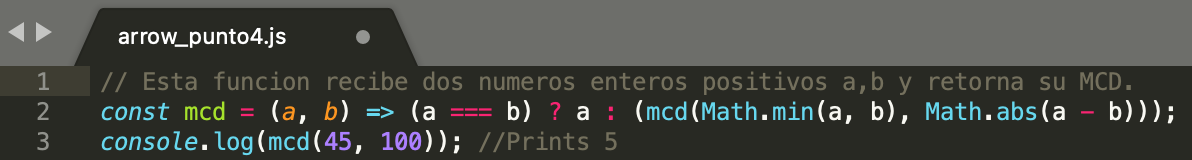 arrow_punto4.js
1 // Esta funcion recibe dos numeros enteros positivos a,b y retorna su MCD.
2 const mcd = (a, b) => (a === b) ? a : (mcd(Math.min(a, b), Math.abs(a - b)));
3 console.log(mcd(45, 100)); //Prints 5